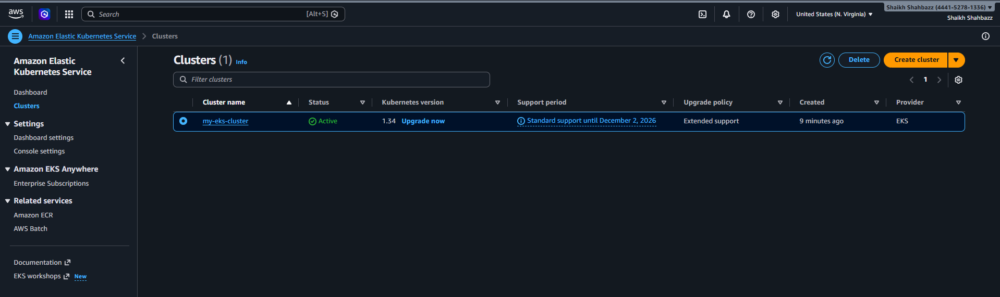 aws
Search [Alt+S]
United States (N. Virginia)
Shaikh Shahbazz (4441-5278-1336)
Shaikh Shahbazz
Amazon Elastic Kubernetes Service
Clusters
Amazon Elastic
Kubernetes Service
Dashboard
Clusters
Settings
Dashboard settings
Console settings
Amazon EKS Anywhere
Enterprise Subscriptions
Related services
Amazon ECR
AWS Batch
Documentation
EKS workshops New
Clusters (1) Info
Delete
Create cluster
Filter clusters
1
Cluster name Status Kubernetes version Support period Upgrade policy Created Provider
my-eks-cluster Active 1.34 Upgrade now Standard support until December 2, 2026 Extended support 9 minutes ago EKS